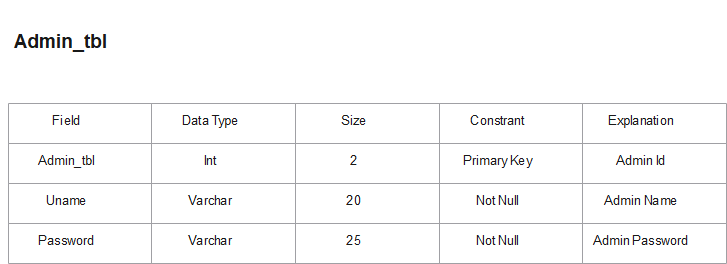 Admin_tbl
Field Data Type Size Constrant Explanation
Admin_tbl Int 2 Primary Key Admin Id
Uname Varchar 20 Not Null Admin Name
Password Varchar 25 Not Null Admin Password